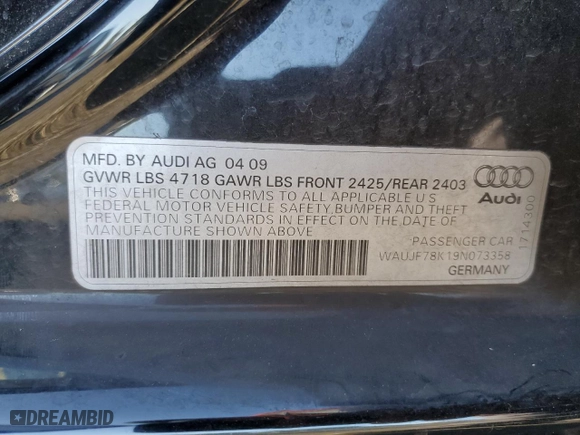 MFD. BY AUDI AG 04 09
GVWR LBS 4718 GAWR LBS FRONT 2425/REAR 2403
THIS VEHICLE CONFORMS TO ALL APPLICABLE U S
FEDERAL MOTOR VEHICLE SAFETY, BUMPER AND THEFT
PREVENTION STANDARDS IN EFFECT ON THE DATE OF
MANUFACTURE SHOWN ABOVE
Audi
1714300
PASSENGER CAR
WAUJF78K19N073358
GERMANY
DREAMBID